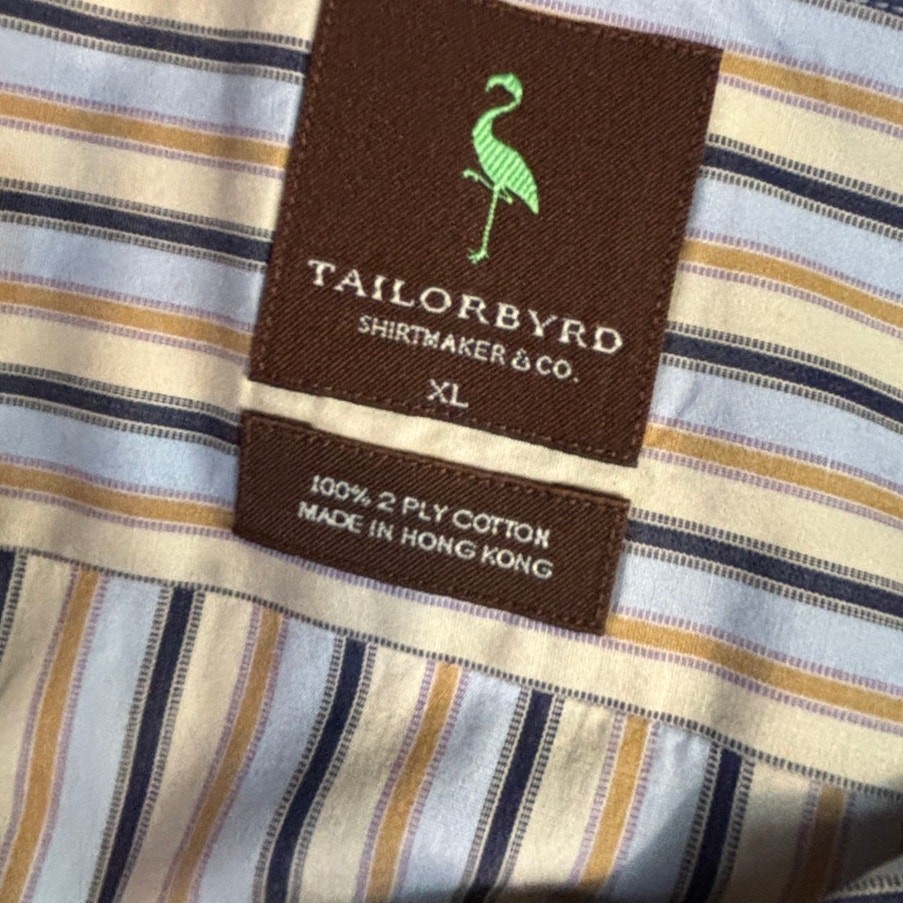 TAILORBYRD
SHIRTMAKER & CO.
XL
100% 2 PLY COTTON
MADE IN HONG KONG